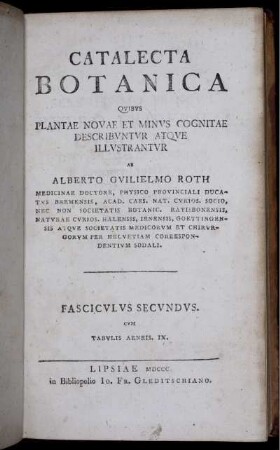 CATALECTA
BOTANICA
QVIBVS
PLANTAE NOVAE ET MINVS COGNITAE
DESCRIBVNTVR ATQVE
ILLVSTRANTVR
AB
ALBERTO GVILIELMO ROTH
MEDICINAE DOCTORE, PHYSICO PROVINCIALI DUCA-
TVS BREMENSIS, ACAD. CAES. NAT. CVRIOS. SOCIO,
NEC NON SOCIETATIS BOTANIC. RATISBONENSIS,
NATVRAE CVRIOS. HALENSIS, IENENSIS, GOETTINGEN-
SIS ATQVE SOCIETATIS MEDICORVM ET CHIRVR-
GORVM PER HELVETIAM CORRESPON-
DENTIVM SODALI.
FASCICVLVS SECVNDVS.
CVM
TABVLIS AENEIS. IX.
LIPSIAE MDCCC.
in Bibliopolio IO. FR. GLEDITSCHIANO.